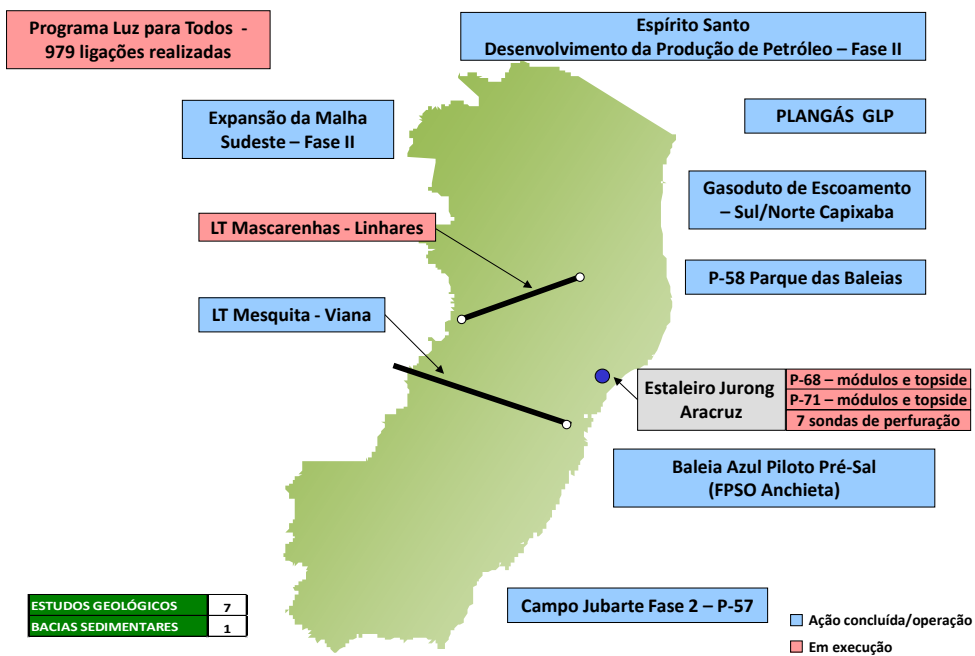 Programa Luz para Todos -
979 ligações realizadas
Espírito Santo
Desenvolvimento da Produção de Petróleo – Fase II
Expansão da Malha
Sudeste – Fase II
PLANGÁS GLP
Gasoduto de Escoamento
– Sul/Norte Capixaba
LT Mascarenhas - Linhares
P-58 Parque das Baleias
LT Mesquita - Viana
Estaleiro Jurong
Aracruz
P-68 – módulos e topside
P-71 – módulos e topside
7 sondas de perfuração
Baleia Azul Piloto Pré-Sal
(FPSO Anchieta)
Campo Jubarte Fase 2 – P-57
ESTUDOS GEOLÓGICOS 7
BACIAS SEDIMENTARES 1
Ação concluída/operação
Em execução